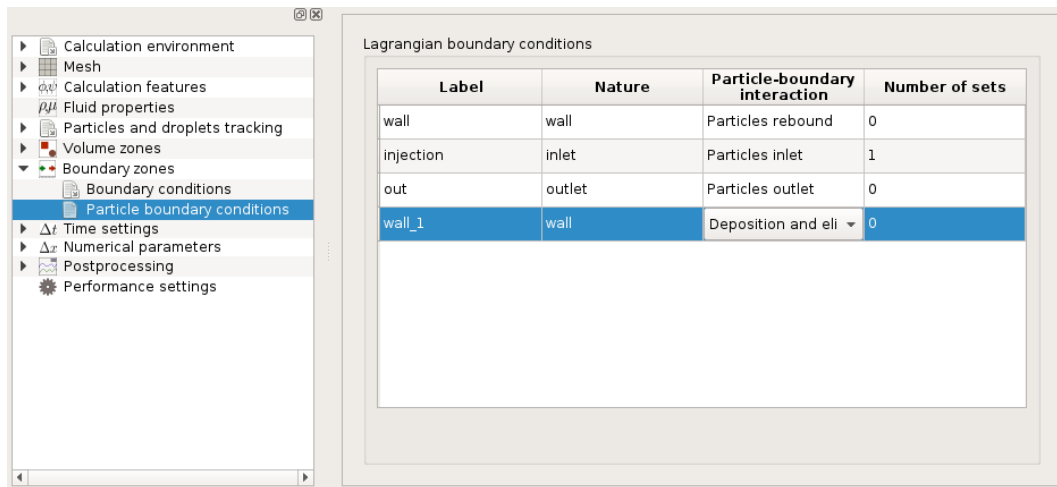 Calculation environment
Mesh
Calculation features
Fluid properties
Particles and droplets tracking
Volume zones
Boundary zones
Boundary conditions
Particle boundary conditions
Δt Time settings
Δx Numerical parameters
Postprocessing
Performance settings
Lagrangian boundary conditions
Label Nature Particle-boundary interaction Number of sets
wall wall Particles rebound 0
injection inlet Particles inlet 1
out outlet Particles outlet 0
wall_1 wall Deposition and eli 0